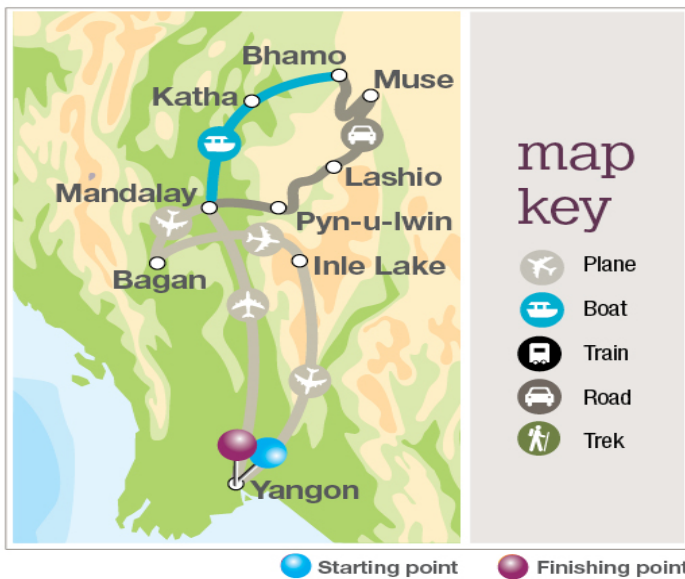 Bhamo
Muse
Katha
Lashio
Mandalay
Pyn-u-lwin
Bagan
Inle Lake
Yangon
map
key
Plane
Boat
Train
Road
Trek
Starting point
Finishing point